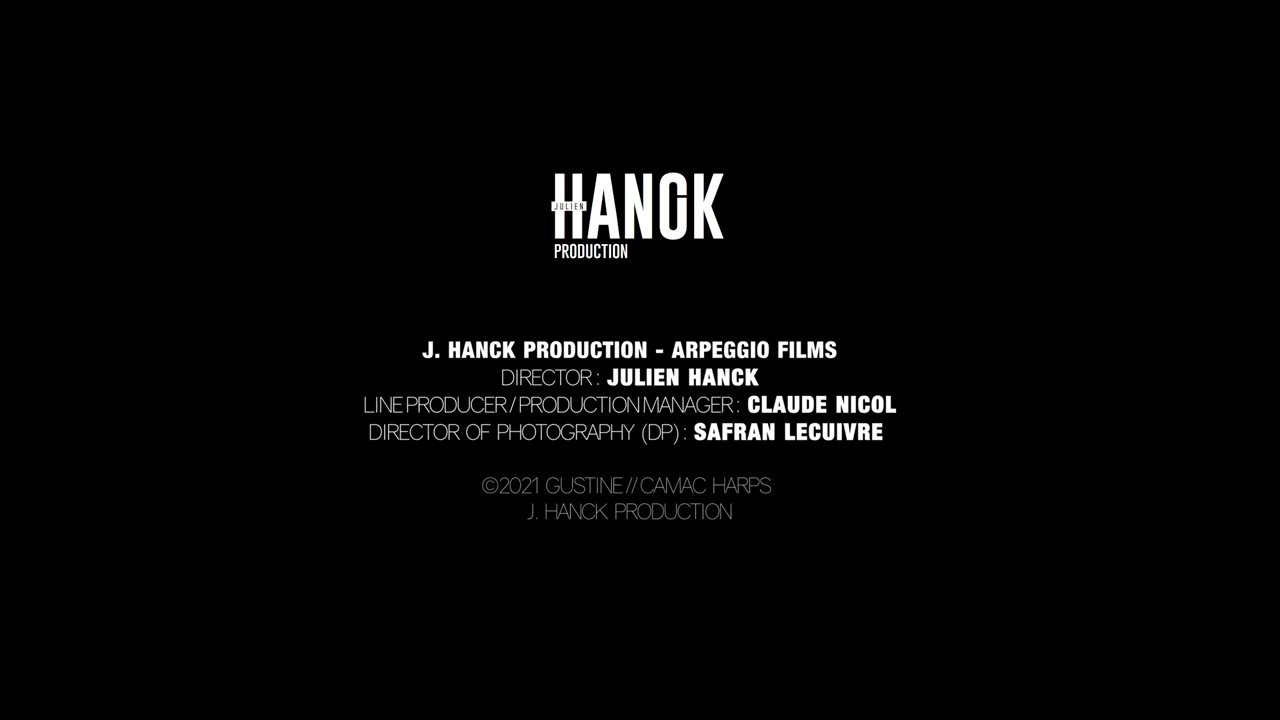 HANCK
JULIEN
PRODUCTION
J. HANCK PRODUCTION - ARPEGGIO FILMS
DIRECTOR : JULIEN HANCK
LINE PRODUCER / PRODUCTION MANAGER : CLAUDE NICOL
DIRECTOR OF PHOTOGRAPHY (DP) : SAFRAN LECUIVRE
©2021 GUSTINE // CAMAC HARPS
J. HANCK PRODUCTION